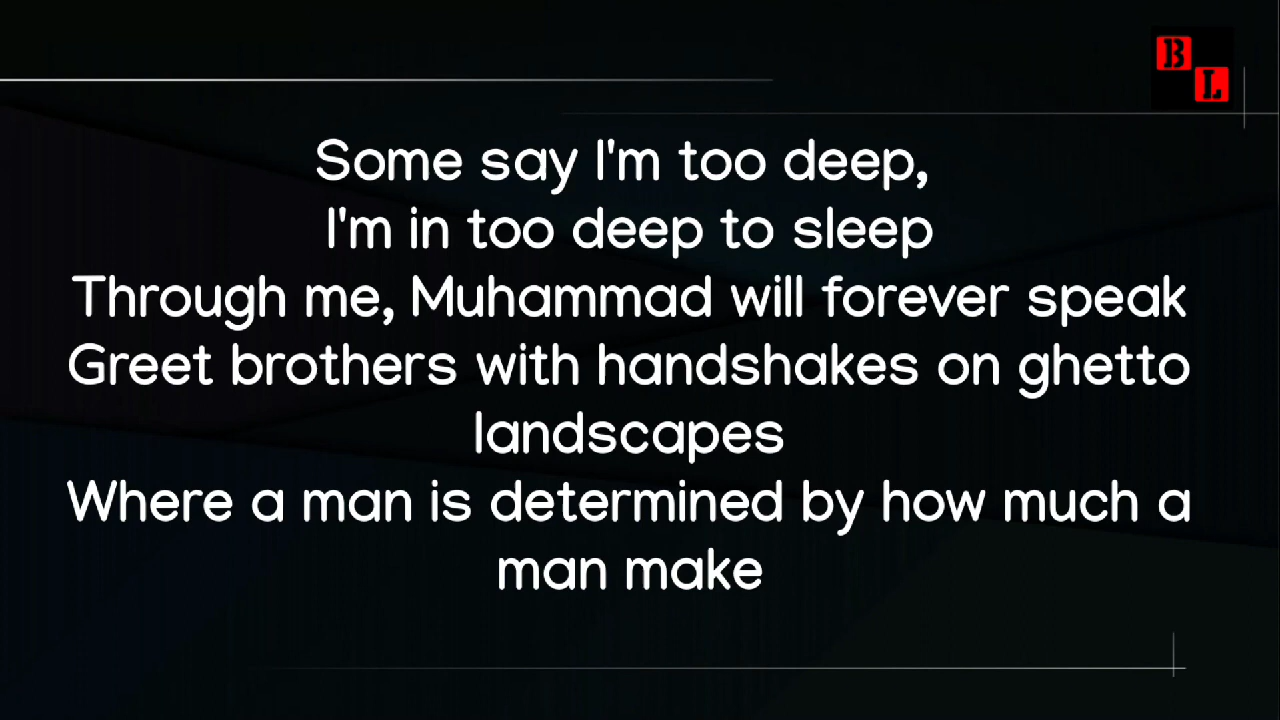 B
L
Some say I'm too deep,
I'm in too deep to sleep
Through me, Muhammad will forever speak
Greet brothers with handshakes on ghetto
landscapes
Where a man is determined by how much a
man make